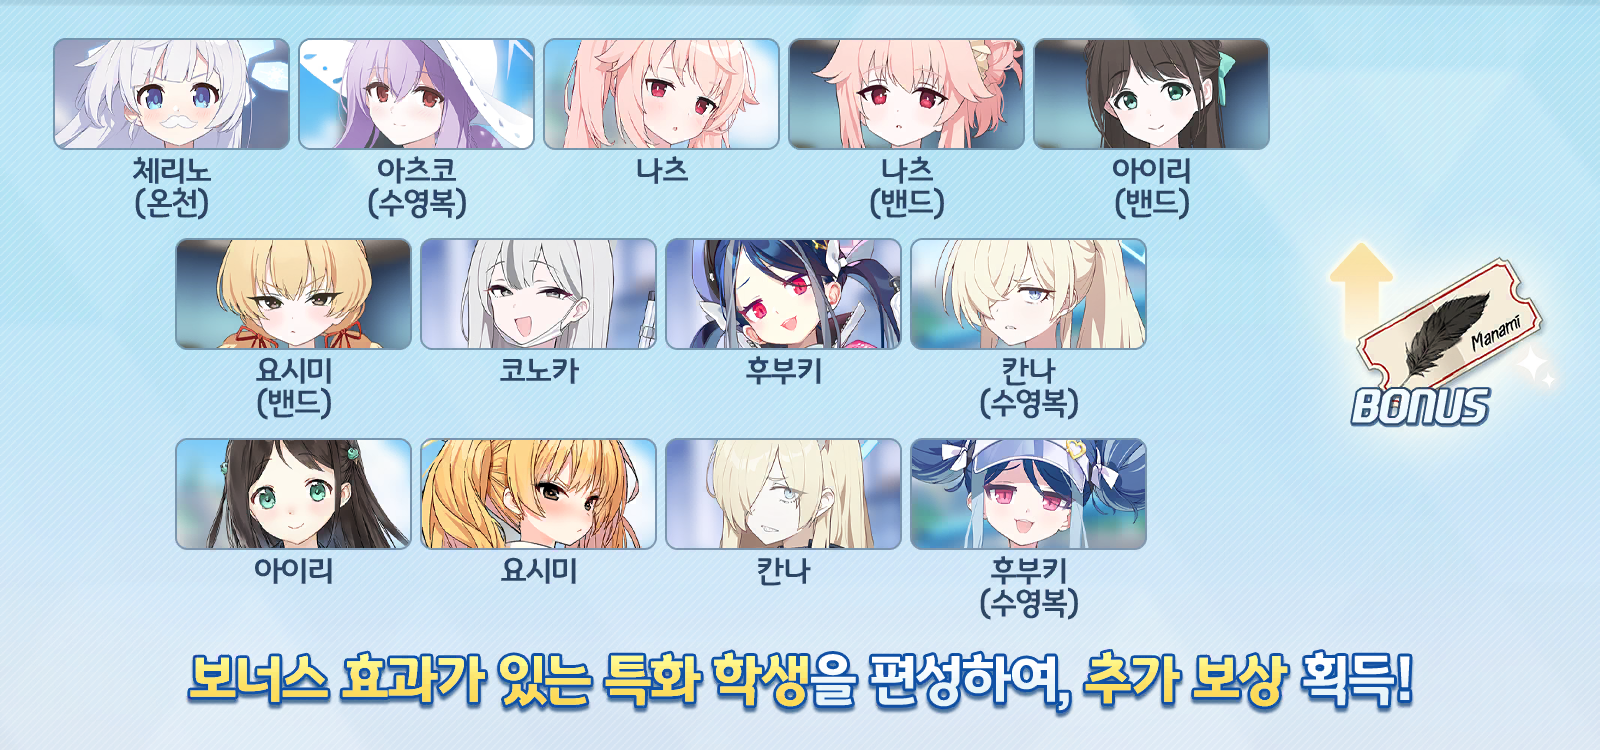 체리노
(온천)
아츠코
(수영복)
나츠
나츠
(밴드)
아이리
(밴드)
요시미
(밴드)
코노카
후부키
칸나
(수영복)
Manami
BONUS
아이리
요시미
칸나
후부키
(수영복)
보너스 효과가 있는 특화 학생을 편성하여, 추가 보상 획득!